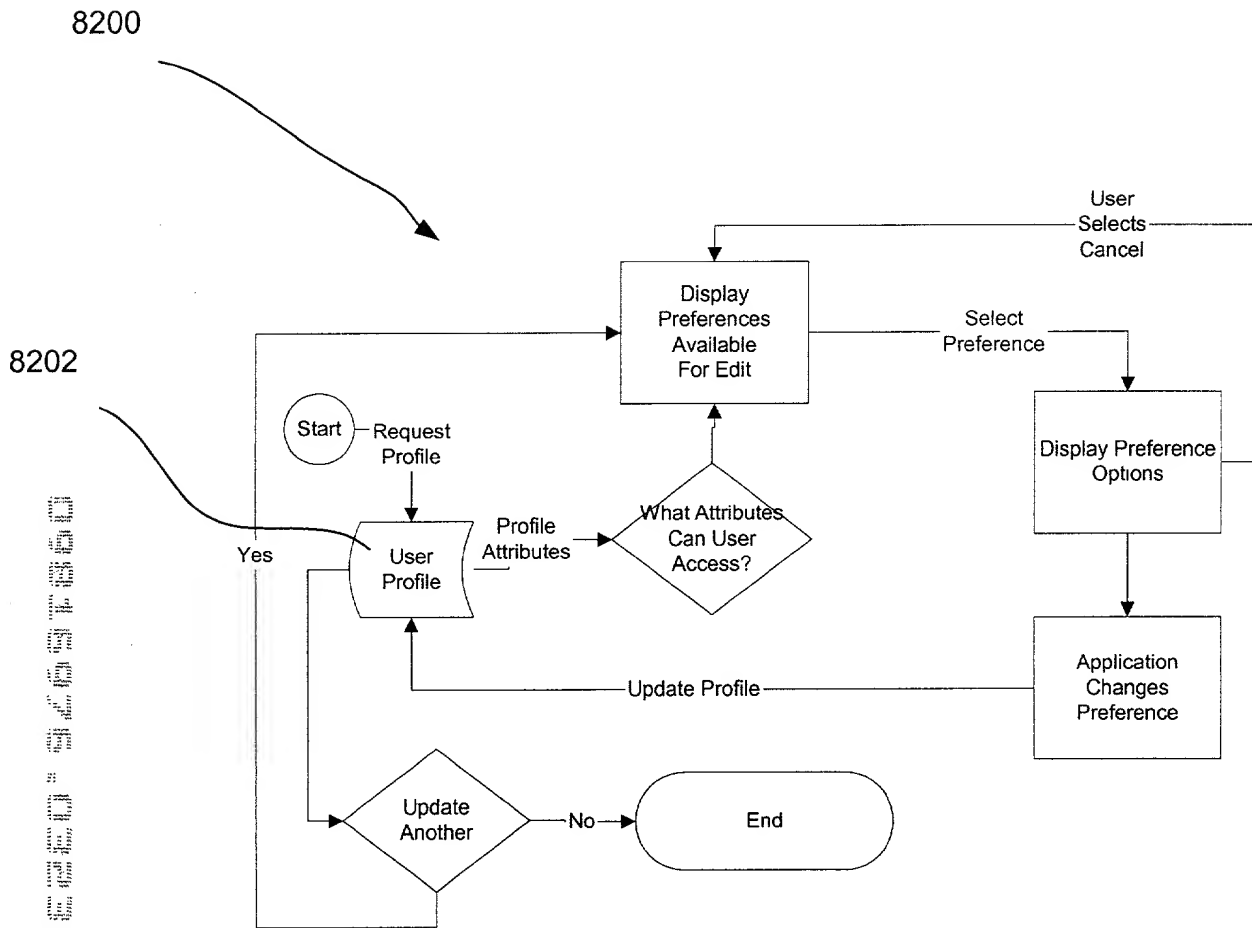 8200
User
Selects
Cancel
Display
Preferences
Available
For Edit
Select
Preference
8202
Start
Request
Profile
Display Preference
Options
What Attributes
Can User
Access?
Profile
Attributes
User
Profile
Yes
Application
Changes
Preference
Update Profile
Update
Another
No
End